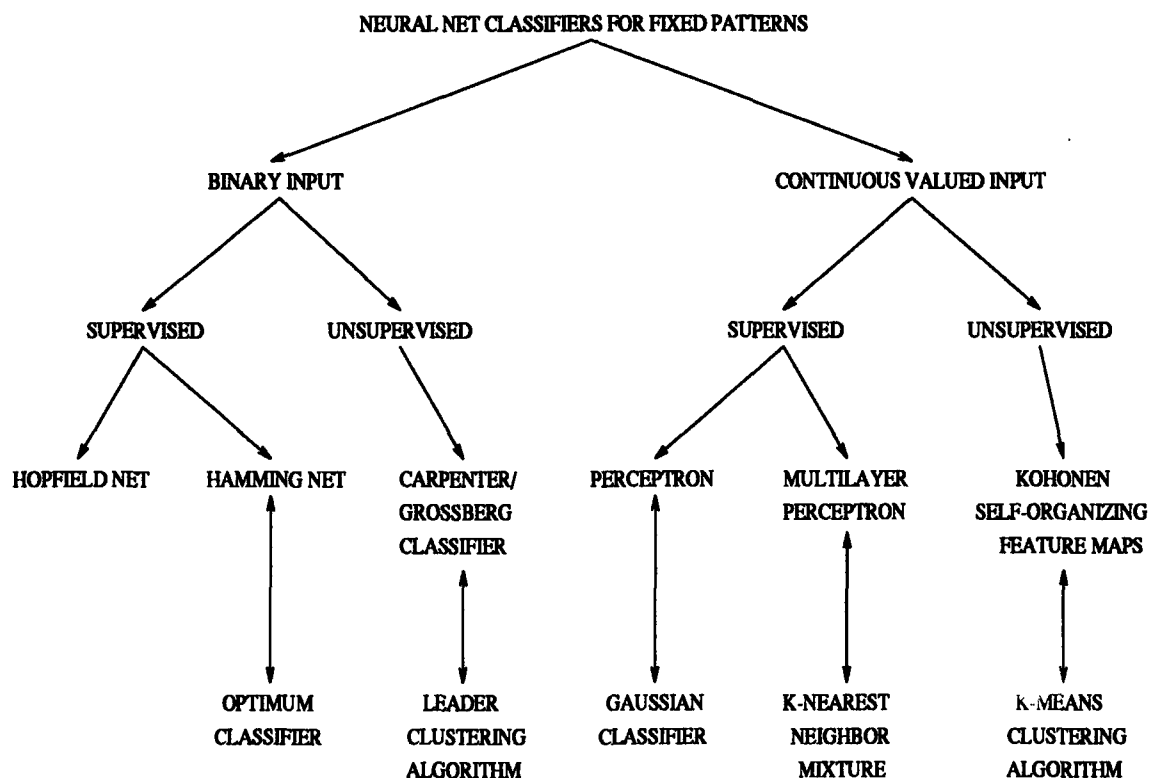 NEURAL NET CLASSIFIERS FOR FIXED PATTERNS
BINARY INPUT
CONTINUOUS VALUED INPUT
SUPERVISED
UNSUPERVISED
SUPERVISED
UNSUPERVISED
HOPFIELD NET
HAMMING NET
CARPENTER/
GROSSBERG
CLASSIFIER
PERCEPTRON
MULTILAYER
PERCEPTRON
KOHONEN
SELF-ORGANIZING
FEATURE MAPS
OPTIMUM
CLASSIFIER
LEADER
CLUSTERING
ALGORITHM
GAUSSIAN
CLASSIFIER
K-NEAREST
NEIGHBOR
MIXTURE
K-MEANS
CLUSTERING
ALGORITHM